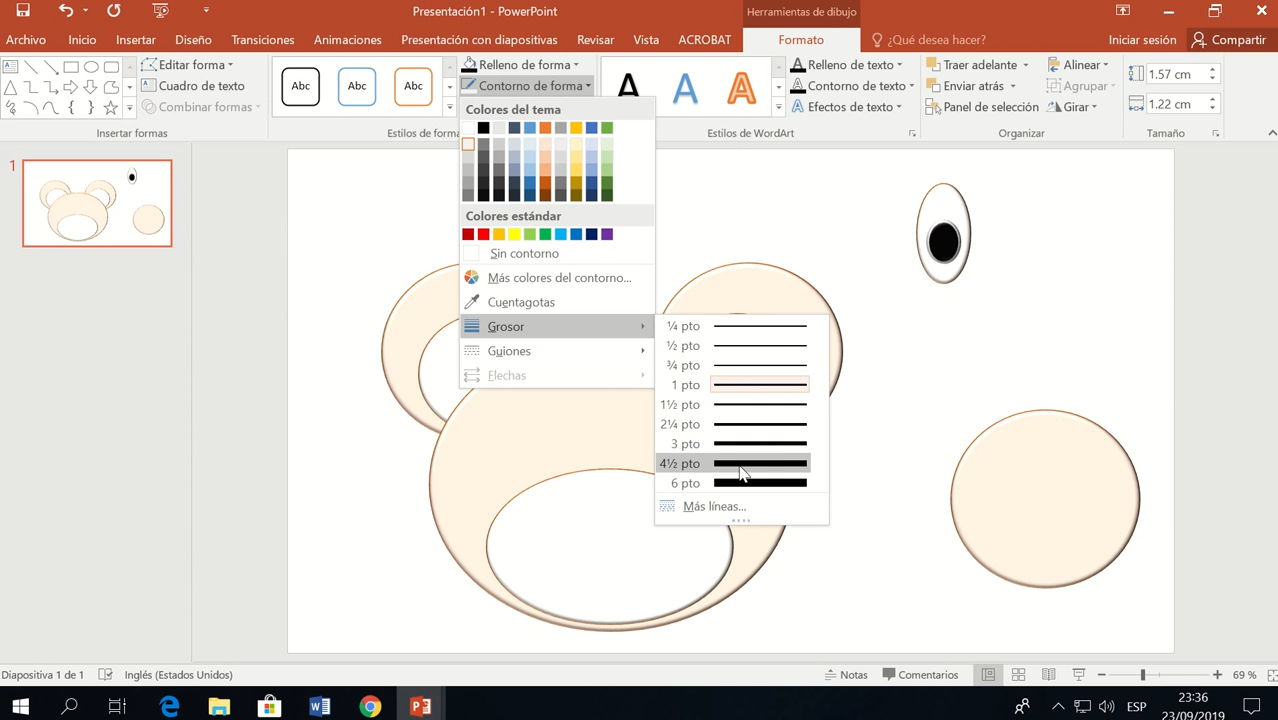 Presentación1 - PowerPoint
Herramientas de dibujo
Archivo Inicio Insertar Diseño Transiciones Animaciones Presentación con diapositivas Revisar Vista ACROBAT Formato ¿Qué desea hacer? Iniciar sesión Compartir
Editar forma
Cuadro de texto
Combinar formas
Insertar formas
Abc Abc Abc
Relleno de forma
Contorno de forma
Estilos de forma
A A A
Relleno de texto
Contorno de texto
Efectos de texto
Estilos de WordArt
Traer adelante
Enviar atrás
Panel de selección
Alinear
Agrupar
Girar
Organizar
1.57 cm
1.22 cm
Tamaño
Colores del tema
Colores estándar
Sin contorno
Más colores del contorno...
Cuentagotas
Grosor
Guiones
Flechas
¼ pto
½ pto
¾ pto
1 pto
1½ pto
2¼ pto
3 pto
4½ pto
6 pto
Más líneas...
1
Diapositiva 1 de 1 Inglés (Estados Unidos) Notas Comentarios 69 %
ESP
23:36
23/09/2019